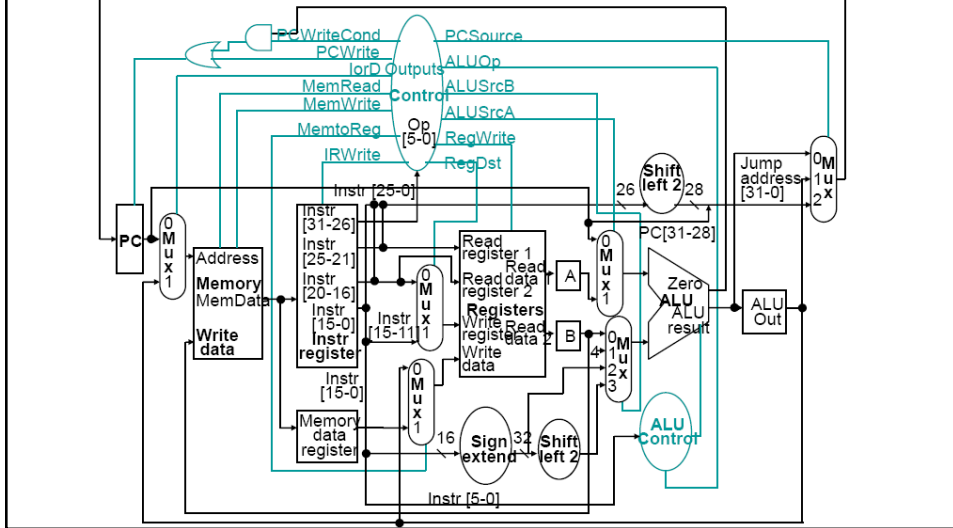 PCWriteCond
PCWrite
IorD
MemRead
MemWrite
MemtoReg
IRWrite
Outputs
Control
Op
[5-0]
PCSource
ALUOp
ALUSrcB
ALUSrcA
RegWrite
RegDst
Instr [25-0]
26
Shift
left 2
28
Jump
address
[31-0]
0
1
2
M
u
x
PC[31-28]
PC
0
M
u
x
1
Address
Memory
MemData
Write
data
Instr
[31-26]
Instr
[25-21]
Instr
[20-16]
Instr
[15-0]
Instr
register
Instr
[15-11]
0
M
u
x
1
Read
register 1
Read
register 2
Registers
Write
register
Write
data
Read
data 1
Read
data 2
A
B
0
M
u
x
1
4
0
1
2
3
M
u
x
Zero
ALU
ALU
result
ALU
Out
Instr
[15-0]
Memory
data
register
0
M
u
x
1
16
Sign
extend
32
Shift
left 2
ALU
Control
Instr [5-0]